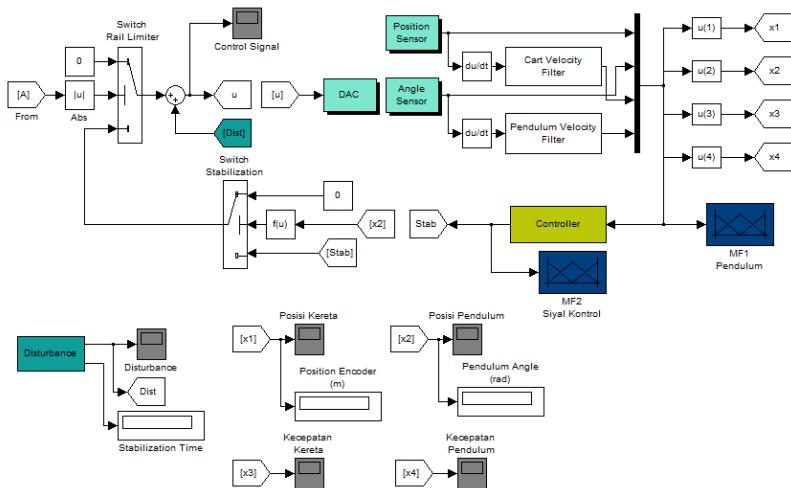 Switch
Rail Limiter
0
[A]
From
|u|
Abs
Control Signal
u
[Dist]
[u]
DAC
Position
Sensor
Angle
Sensor
du/dt
Cart Velocity
Filter
du/dt
Pendulum Velocity
Filter
u(1)
x1
u(2)
x2
u(3)
x3
u(4)
x4
Switch
Stabilization
0
f(u)
[x2]
[Stab]
Stab
Controller
MF1
Pendulum
MF2
Siyal Kontrol
Disturbance
Disturbance
Dist
Stabilization Time
Posisi Kereta
[x1]
Position Encoder
(m)
Posisi Pendulum
[x2]
Pendulum Angle
(rad)
Kecepatan
Kereta
[x3]
Kecepatan
Pendulum
[x4]